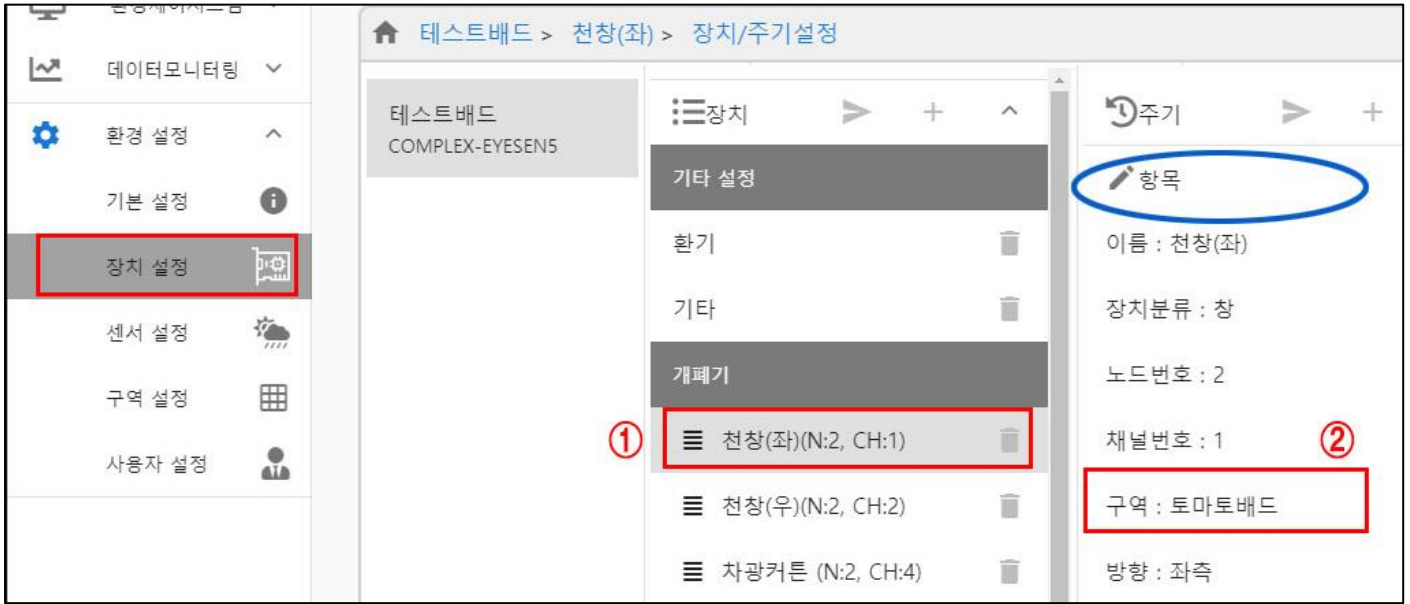 테스트배드 > 천창(좌) > 장치/주기설정
데이터모니터링
환경 설정
기본 설정
장치 설정
센서 설정
구역 설정
사용자 설정
테스트배드
COMPLEX-EYESEN5
장치
기타 설정
환기
기타
개폐기
① 천창(좌)(N:2, CH:1)
천창(우)(N:2, CH:2)
차광커튼 (N:2, CH:4)
주기
항목
이름 : 천창(좌)
장치분류 : 창
노드번호 : 2
채널번호 : 1
②
구역 : 토마토배드
방향 : 좌측